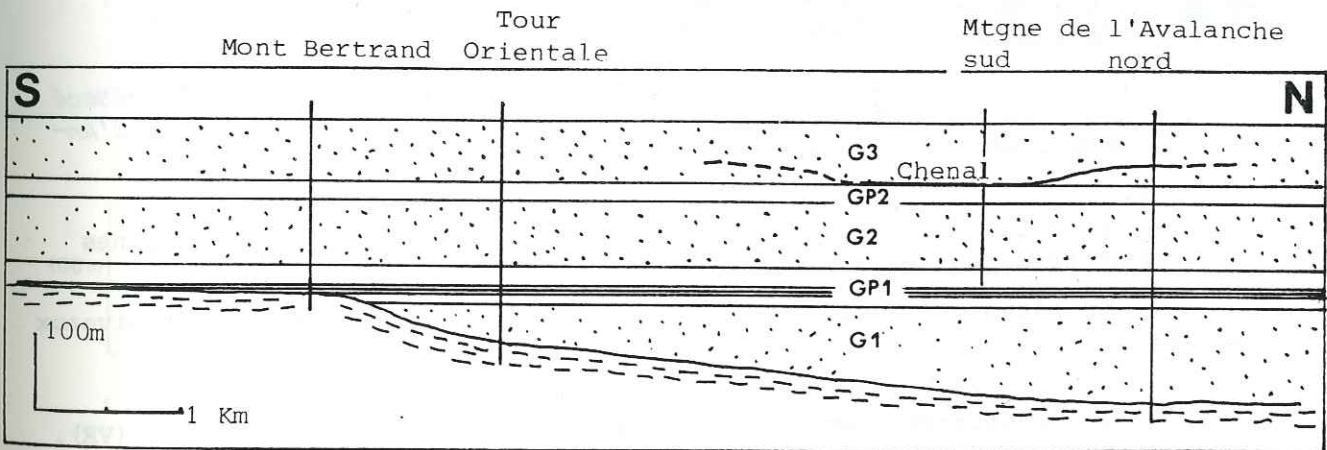 Tour
Mont Bertrand Orientale
Mtgne de l'Avalanche
sud nord
S N
G3
Chenal
GP2
G2
GP1
G1
100m
1 Km